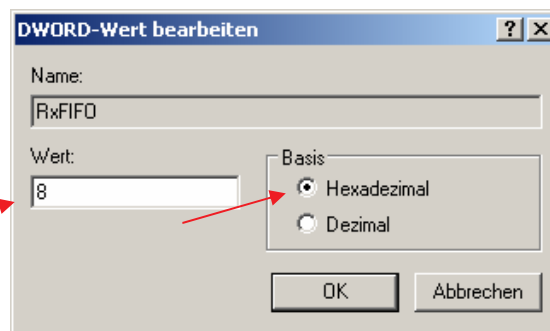 DWORD-Wert bearbeiten
Name:
RxFIFO
Wert:
8
Basis
Hexadezimal
Dezimal
OK Abbrechen